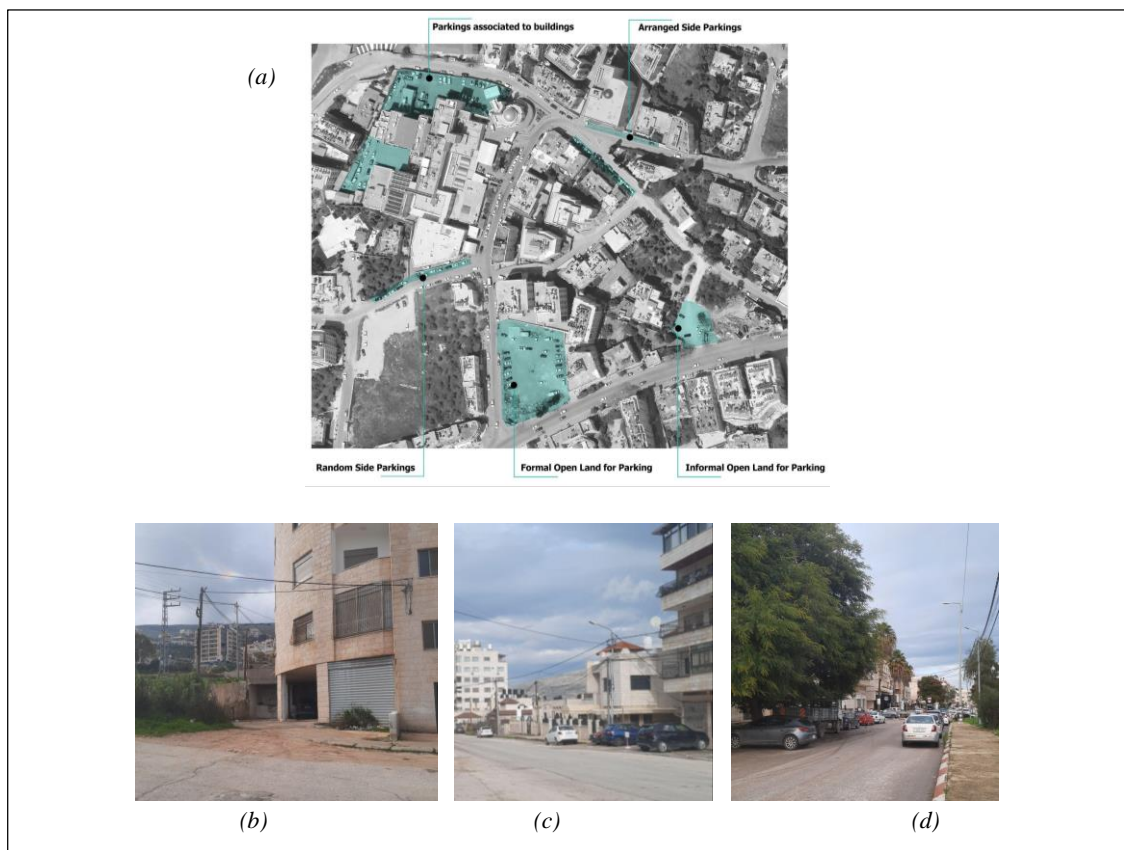 Parkings associated to buildings
Arranged Side Parkings
(a)
Random Side Parkings
Formal Open Land for Parking
Informal Open Land for Parking
(b)
(c)
(d)